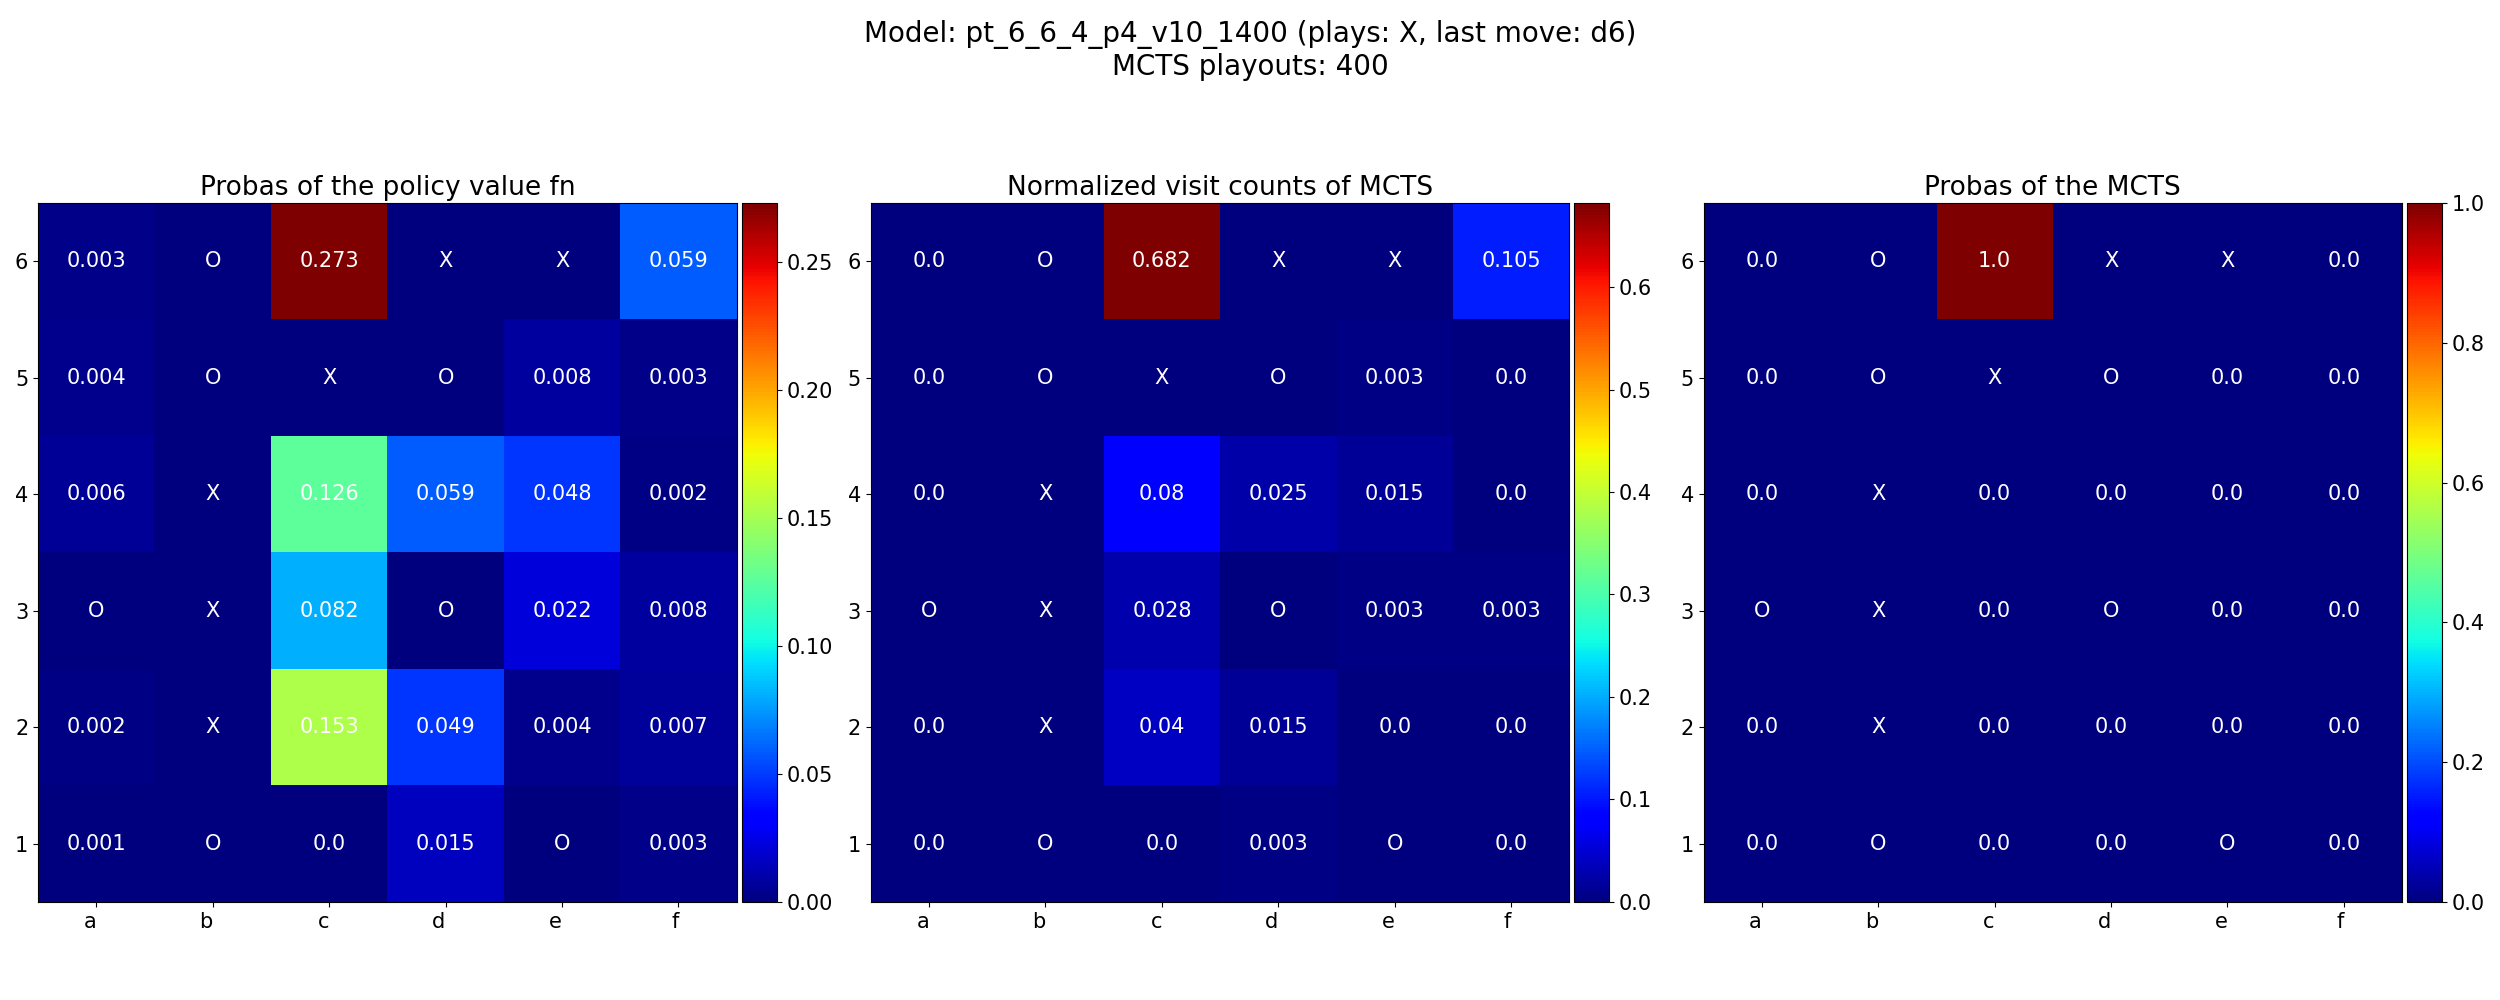 Model: pt_6_6_4_p4_v10_1400 (plays: X, last move: d6)
MCTS playouts: 400
Probas of the policy value fn
6 0.003 O 0.273 X X 0.059
5 0.004 O X O 0.008 0.003
4 0.006 X 0.126 0.059 0.048 0.002
3 O X 0.082 O 0.022 0.008
2 0.002 X 0.153 0.049 0.004 0.007
1 0.001 O 0.0 0.015 O 0.003
a b c d e f
0.25
0.20
0.15
0.10
0.05
0.00
Normalized visit counts of MCTS
6 0.0 O 0.682 X X 0.105
5 0.0 O X O 0.003 0.0
4 0.0 X 0.08 0.025 0.015 0.0
3 O X 0.028 O 0.003 0.003
2 0.0 X 0.04 0.015 0.0 0.0
1 0.0 O 0.0 0.003 O 0.0
a b c d e f
0.6
0.5
0.4
0.3
0.2
0.1
0.0
Probas of the MCTS
6 0.0 O 1.0 X X 0.0
5 0.0 O X O 0.0 0.0
4 0.0 X 0.0 0.0 0.0 0.0
3 O X 0.0 O 0.0 0.0
2 0.0 X 0.0 0.0 0.0 0.0
1 0.0 O 0.0 0.0 O 0.0
a b c d e f
1.0
0.8
0.6
0.4
0.2
0.0